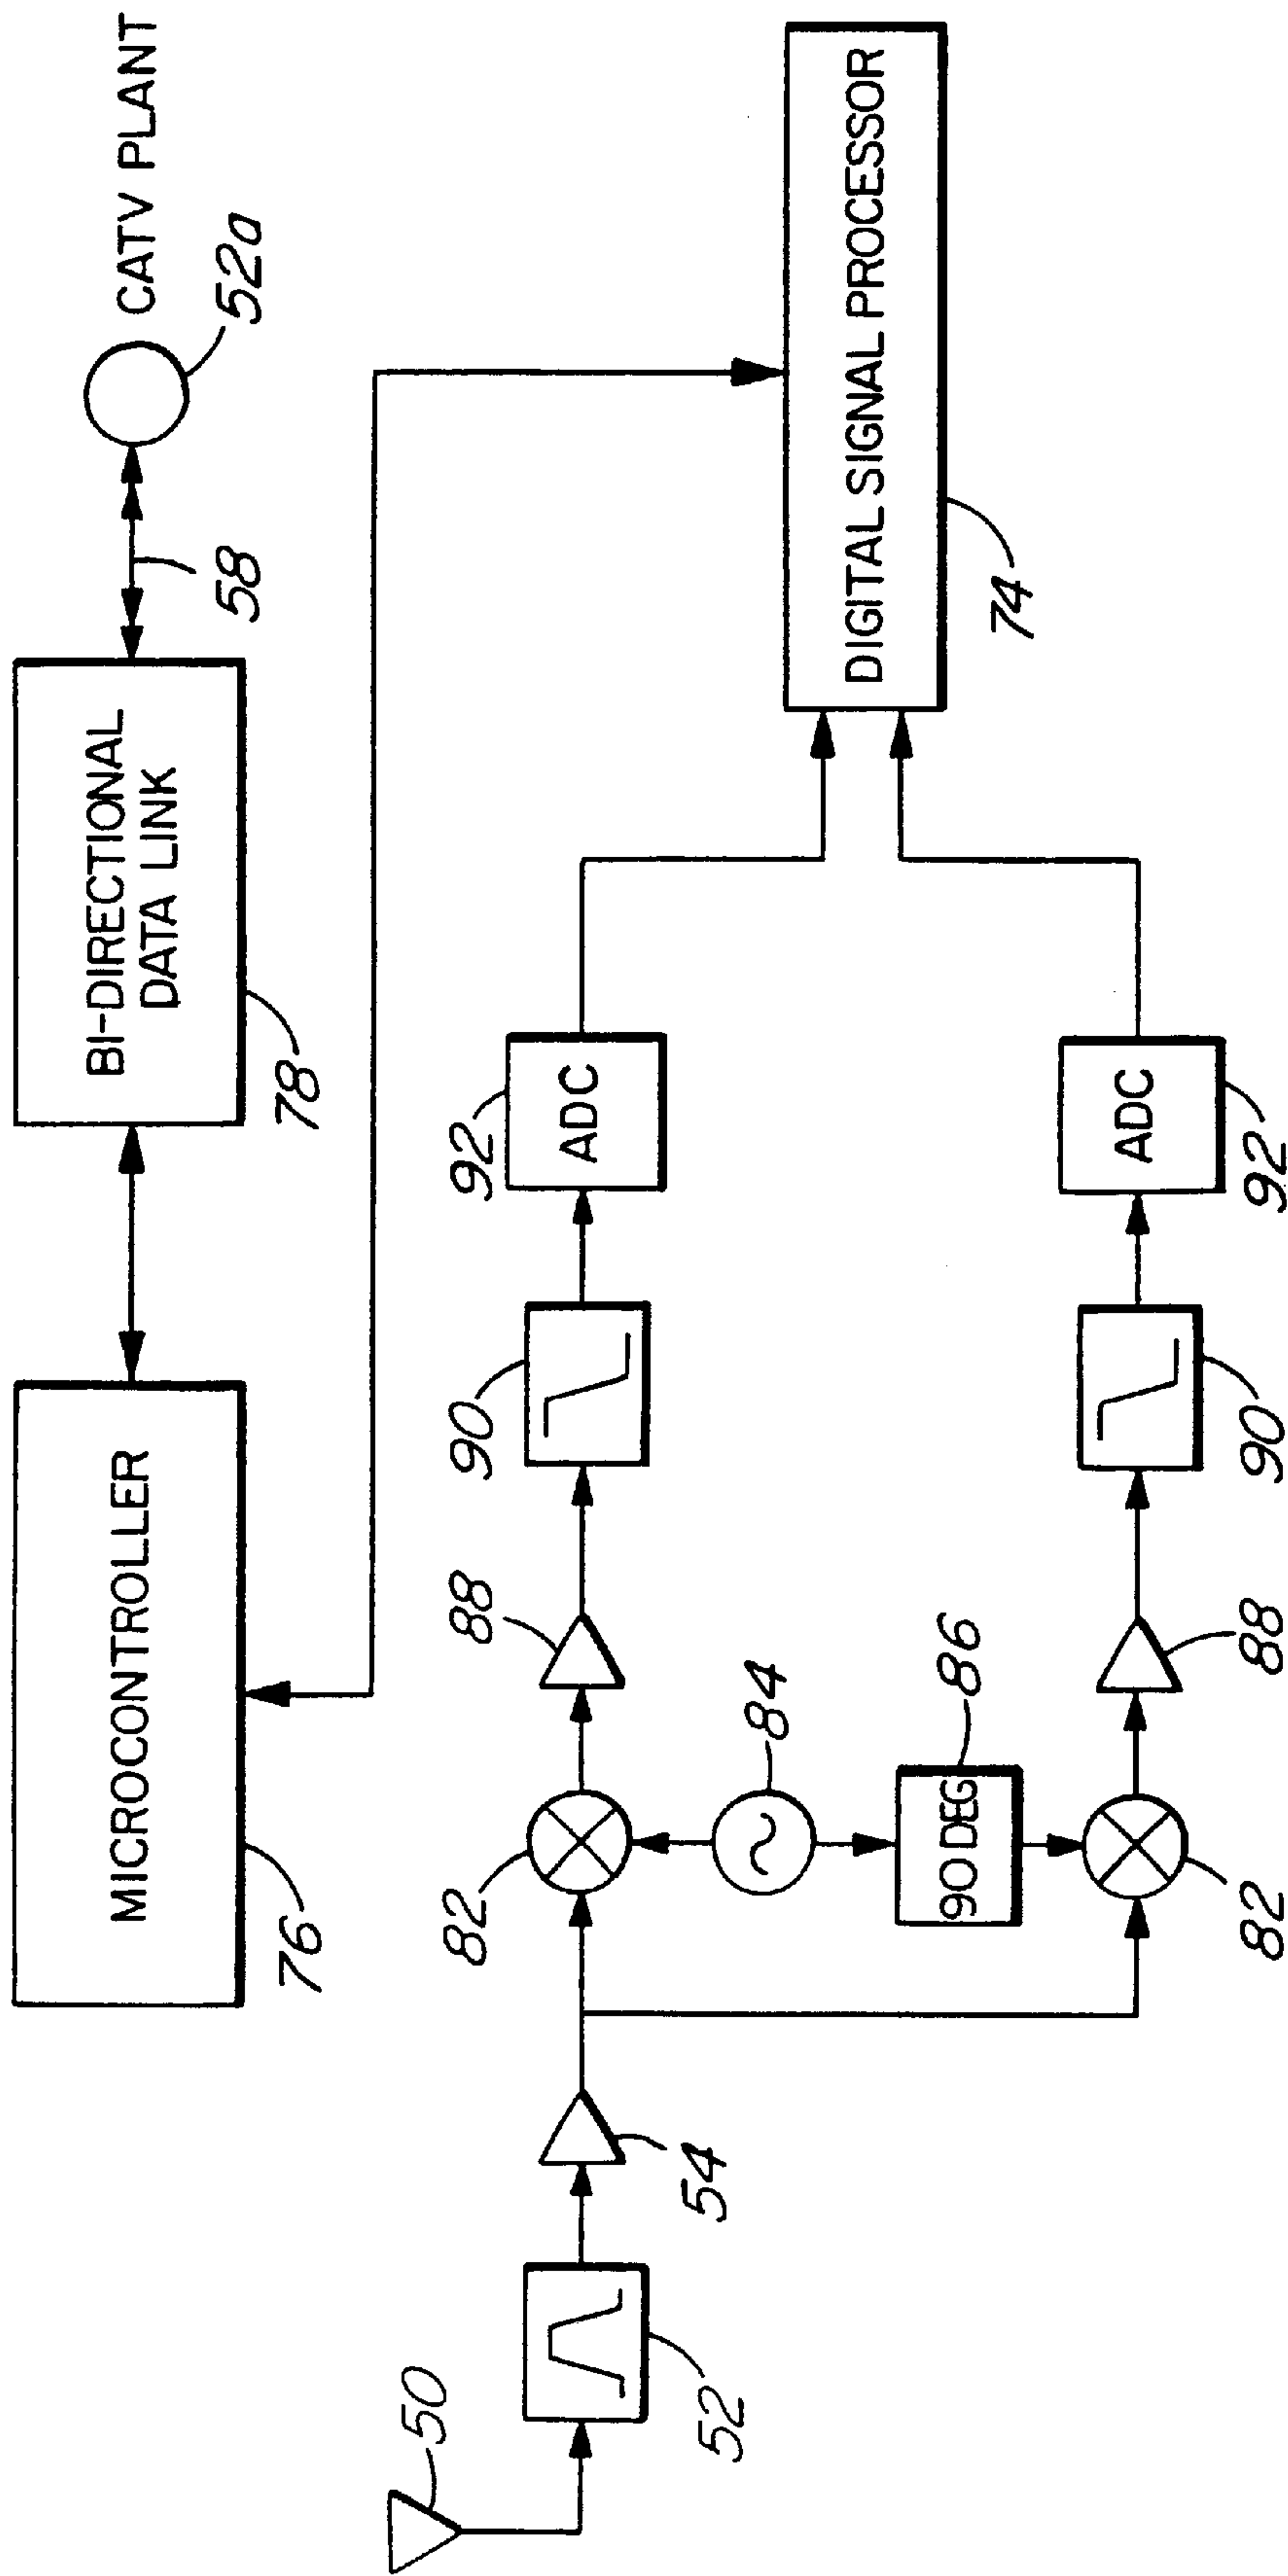 MICROCONTROLLER
76
BI-DIRECTIONAL
DATA LINK
78
58
CATV PLANT
52a
50
52
54
82
84
90 DEG
86
82
88
88
90
90
ADC
92
ADC
92
DIGITAL SIGNAL PROCESSOR
74